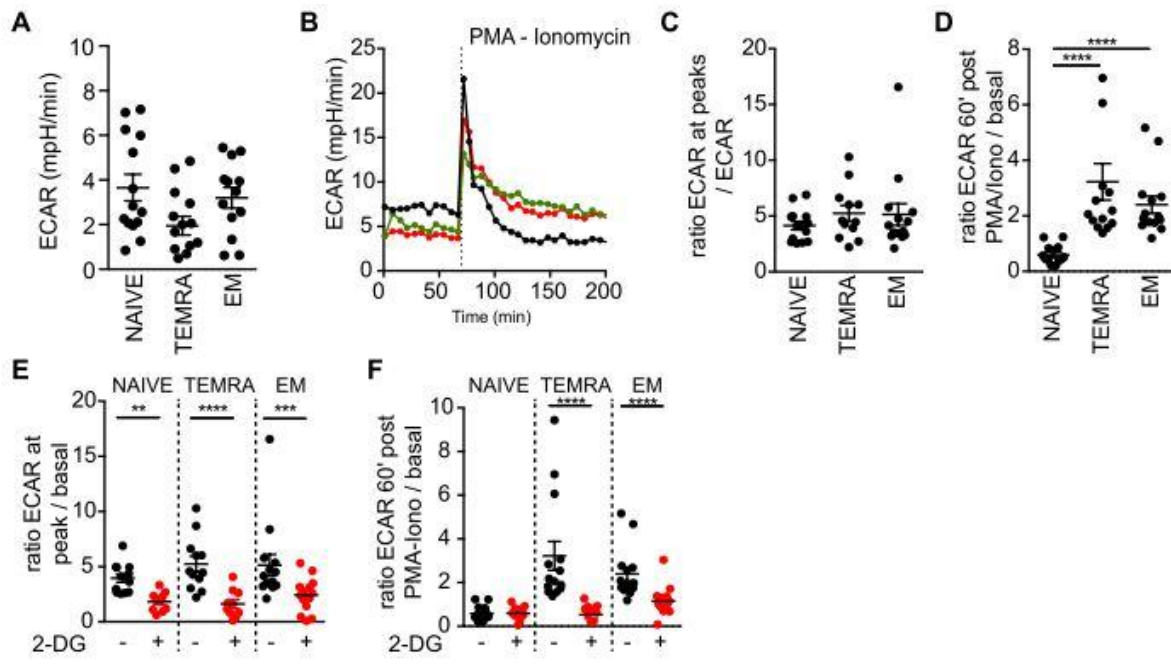 A
ECAR (mpH/min)
8
6
4
2
0
NAIVE
TEMRA
EM
B
PMA - Ionomycin
ECAR (mpH/min)
25
20
15
10
5
0
0
50
100
150
200
Time (min)
C
ratio ECAR at peaks
/ ECAR
20
15
10
5
0
NAIVE
TEMRA
EM
D
ratio ECAR 60' post
PMA/Iono / basal
8
6
4
2
0
****
****
NAIVE
TEMRA
EM
E
NAIVE TEMRA EM
ratio ECAR at
peak / basal
20
15
10
5
0
** **** ***
2-DG - + - + - +
F
NAIVE TEMRA EM
ratio ECAR 60' post
PMA-Iono / basal
10
8
6
4
2
0
**** ****
2-DG - + - + - +